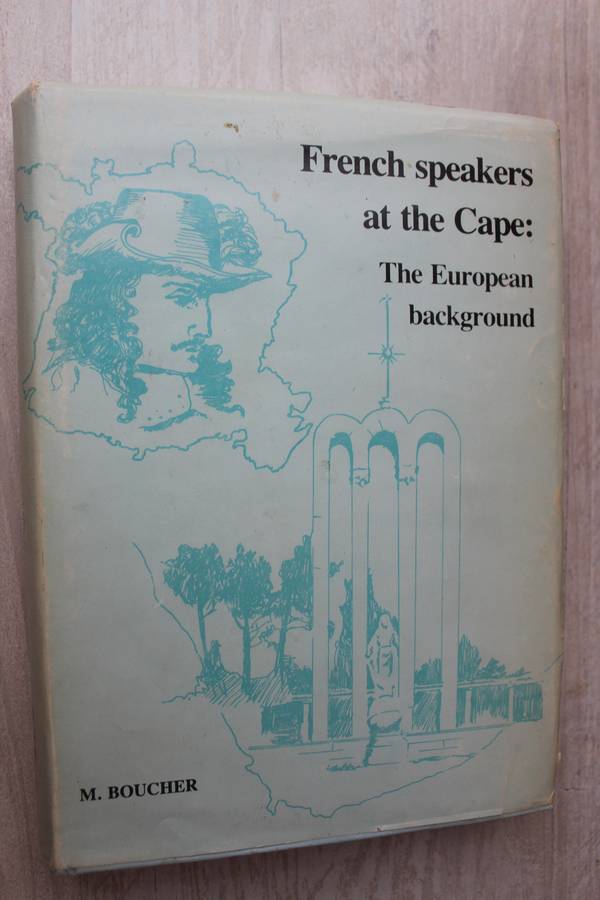 French speakers
at the Cape:
The European
background
M. BOUCHER